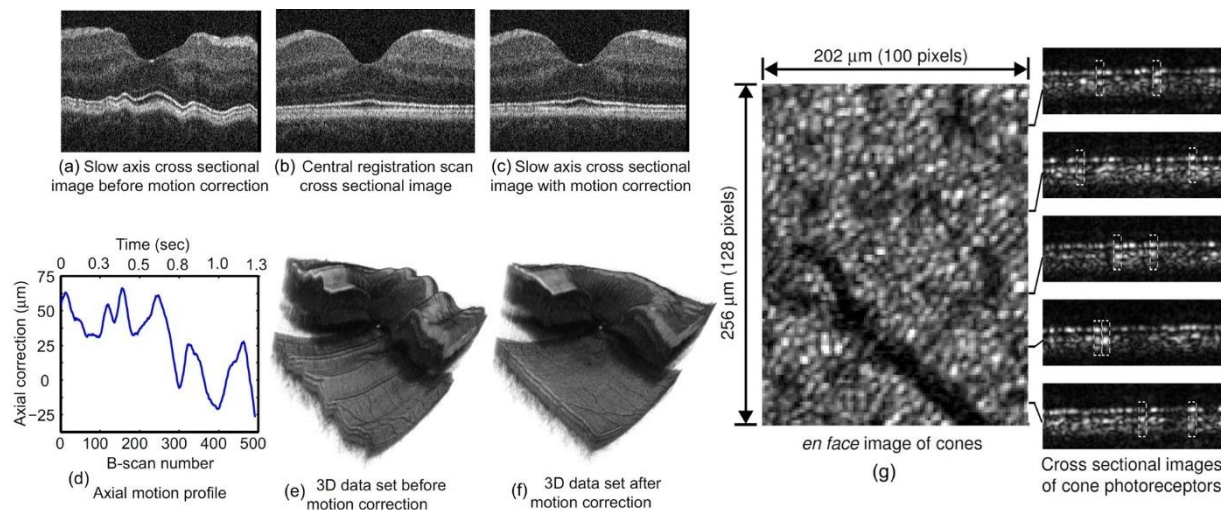 (a) Slow axis cross sectional
image before motion correction
(b) Central registration scan
cross sectional image
(c) Slow axis cross sectional
image with motion correction
Time (sec)
0 0.3 0.4 0.6 0.8 1.0 1.3
Axial correction (µm)
75
50
25
0
−25
0 100 200 300 400 500
B-scan number
(d)
Axial motion profile
(e) 3D data set before
motion correction
(f) 3D data set after
motion correction
202 µm (100 pixels)
256 µm (128 pixels)
en face image of cones
(g)
Cross sectional images
of cone photoreceptors